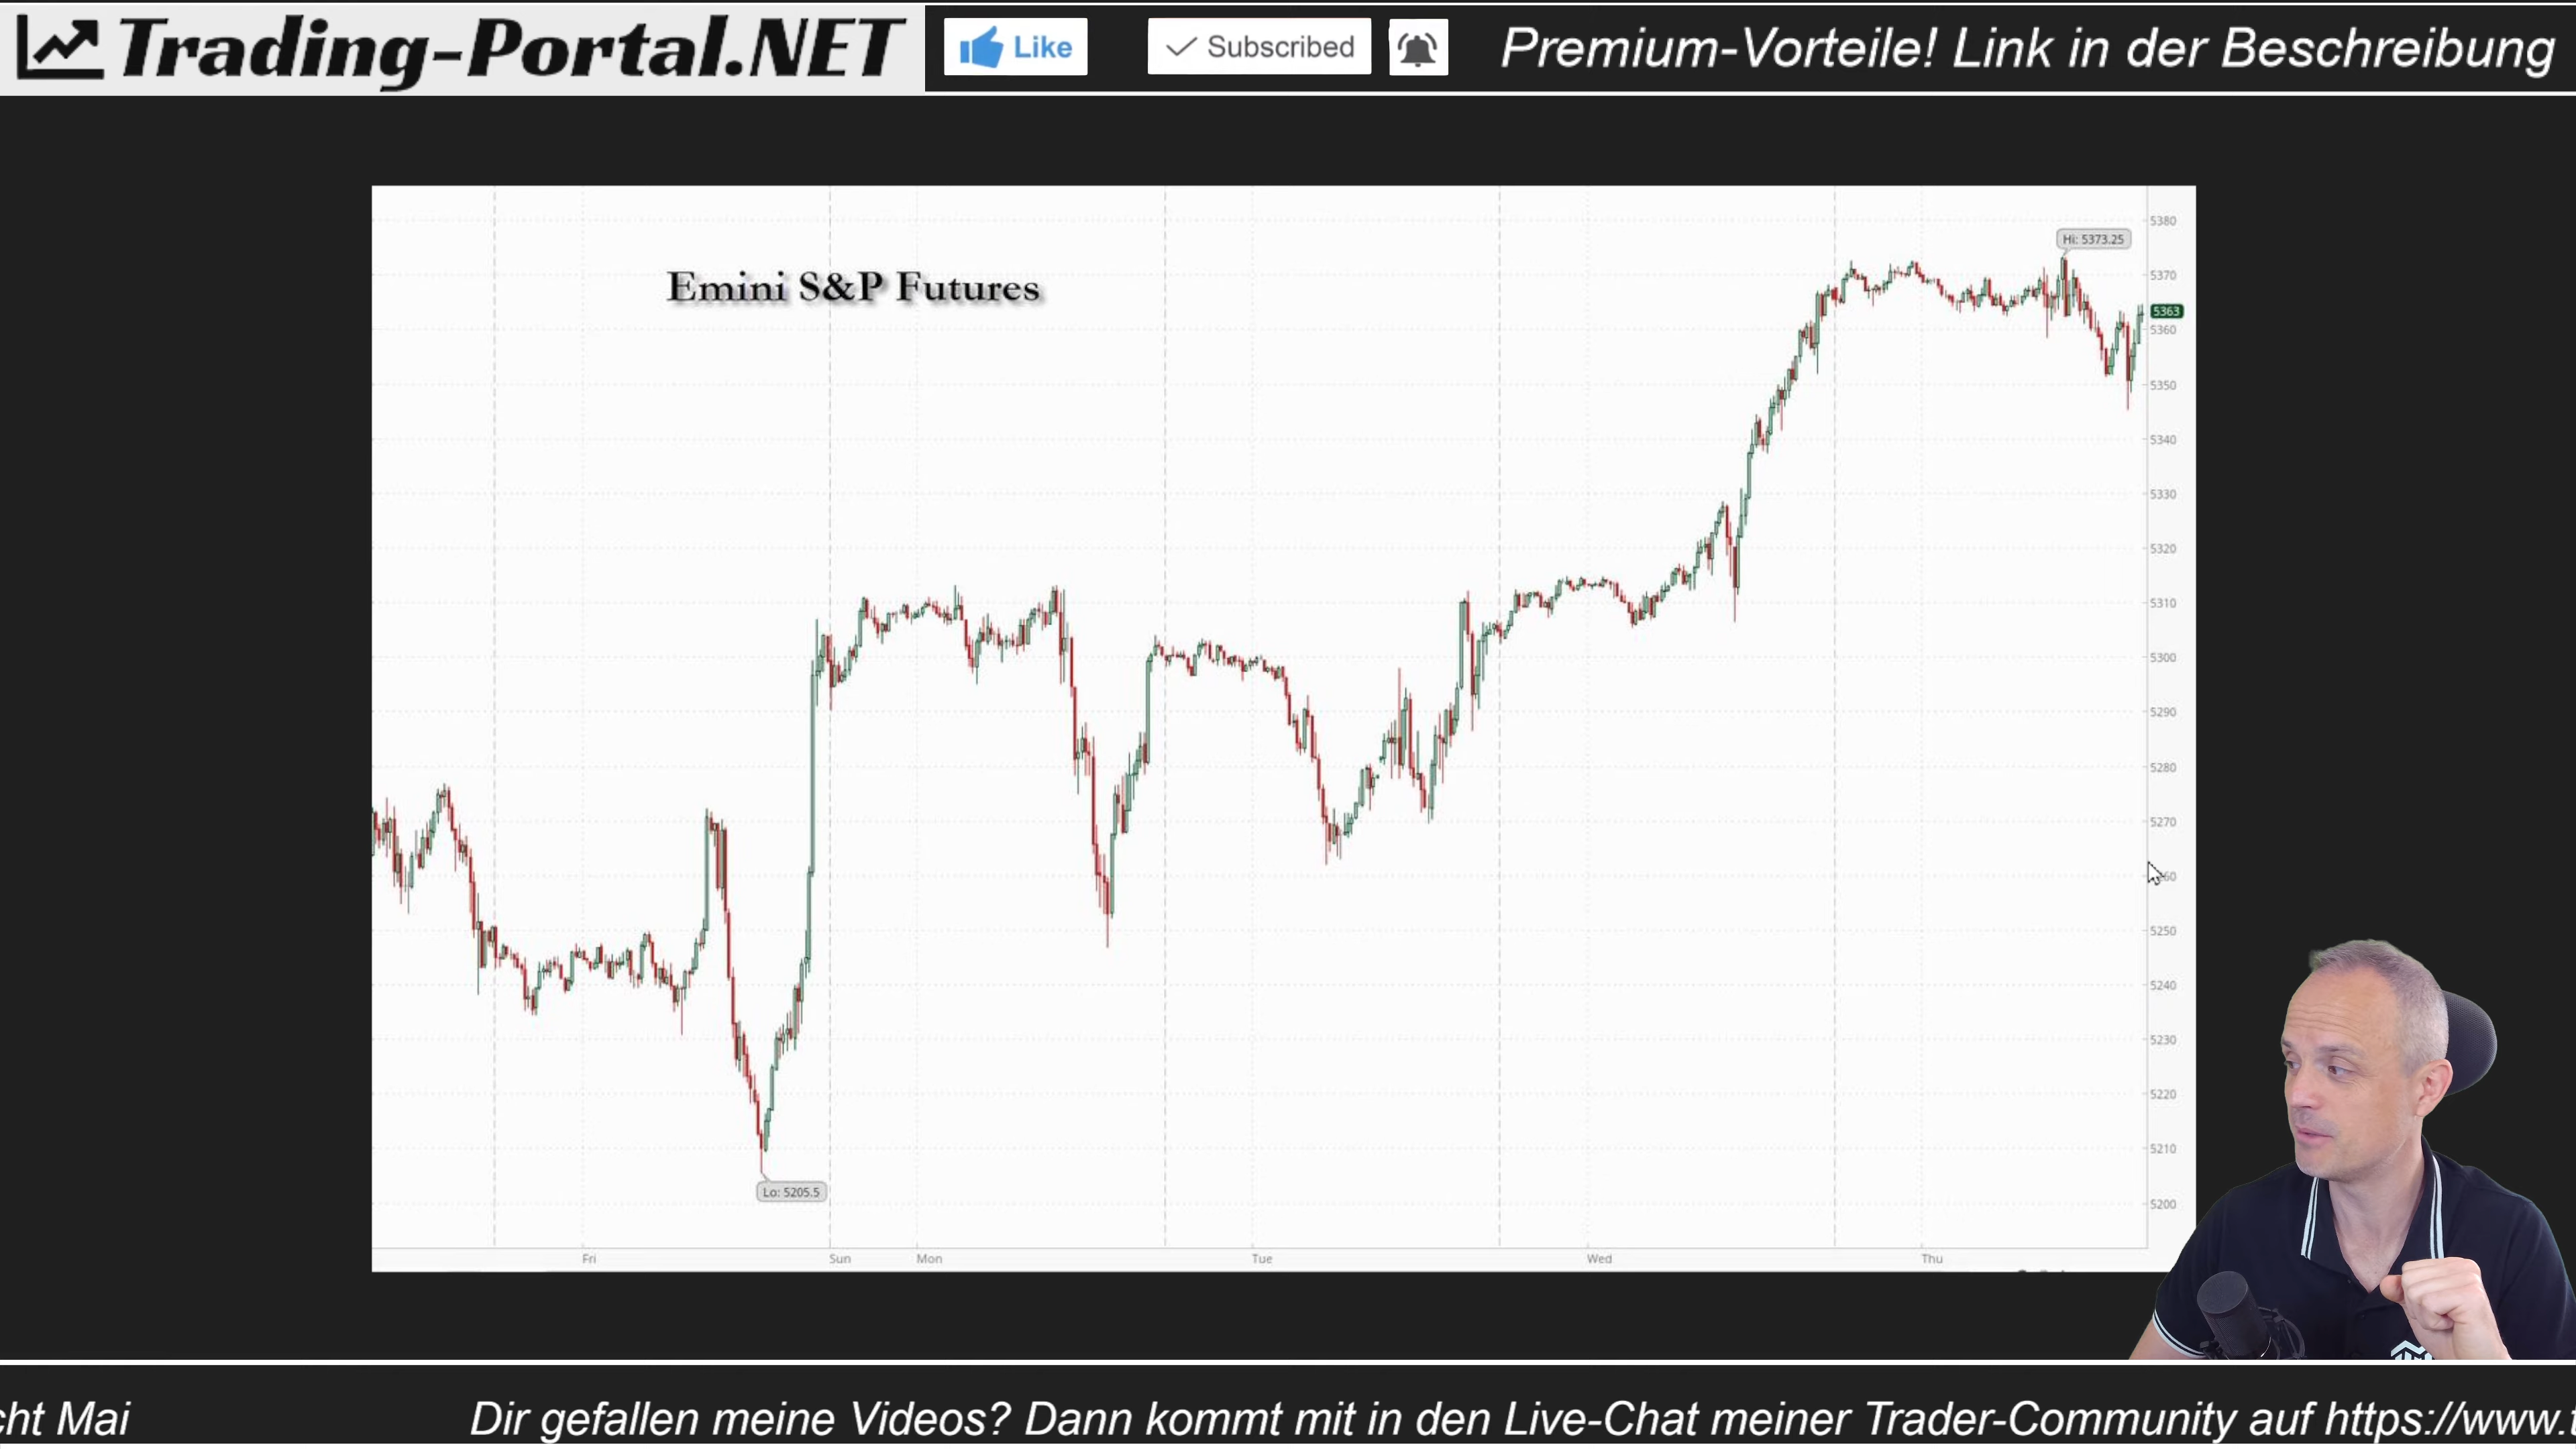 Trading-Portal.NET
Like
Subscribed
Premium-Vorteile! Link in der Beschreibung
Emini S&P Futures
5380
Hi: 5373.25
5370
5363
5360
5350
5340
5330
5320
5310
5300
5290
5280
5270
5250
5240
5230
5220
5210
Lo: 5205.5
5200
Fri
Sun
Mon
Tue
Wed
Thu
Mai
Dir gefallen meine Videos? Dann kommt mit in den Live-Chat meiner Trader-Community auf https://www.